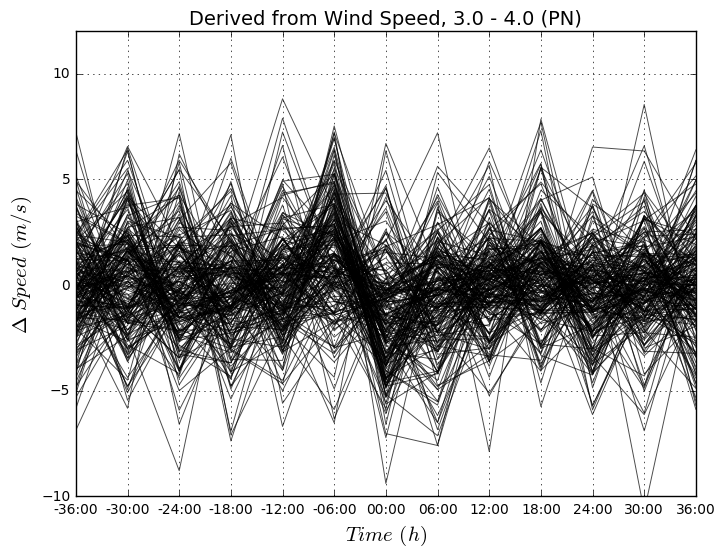 Derived from Wind Speed, 3.0 - 4.0 (PN)
10
5
0
−5
−10
Δ Speed (m/s)
-36:00 -30:00 -24:00 -18:00 -12:00 -06:00 00:00 06:00 12:00 18:00 24:00 30:00 36:00
Time (h)